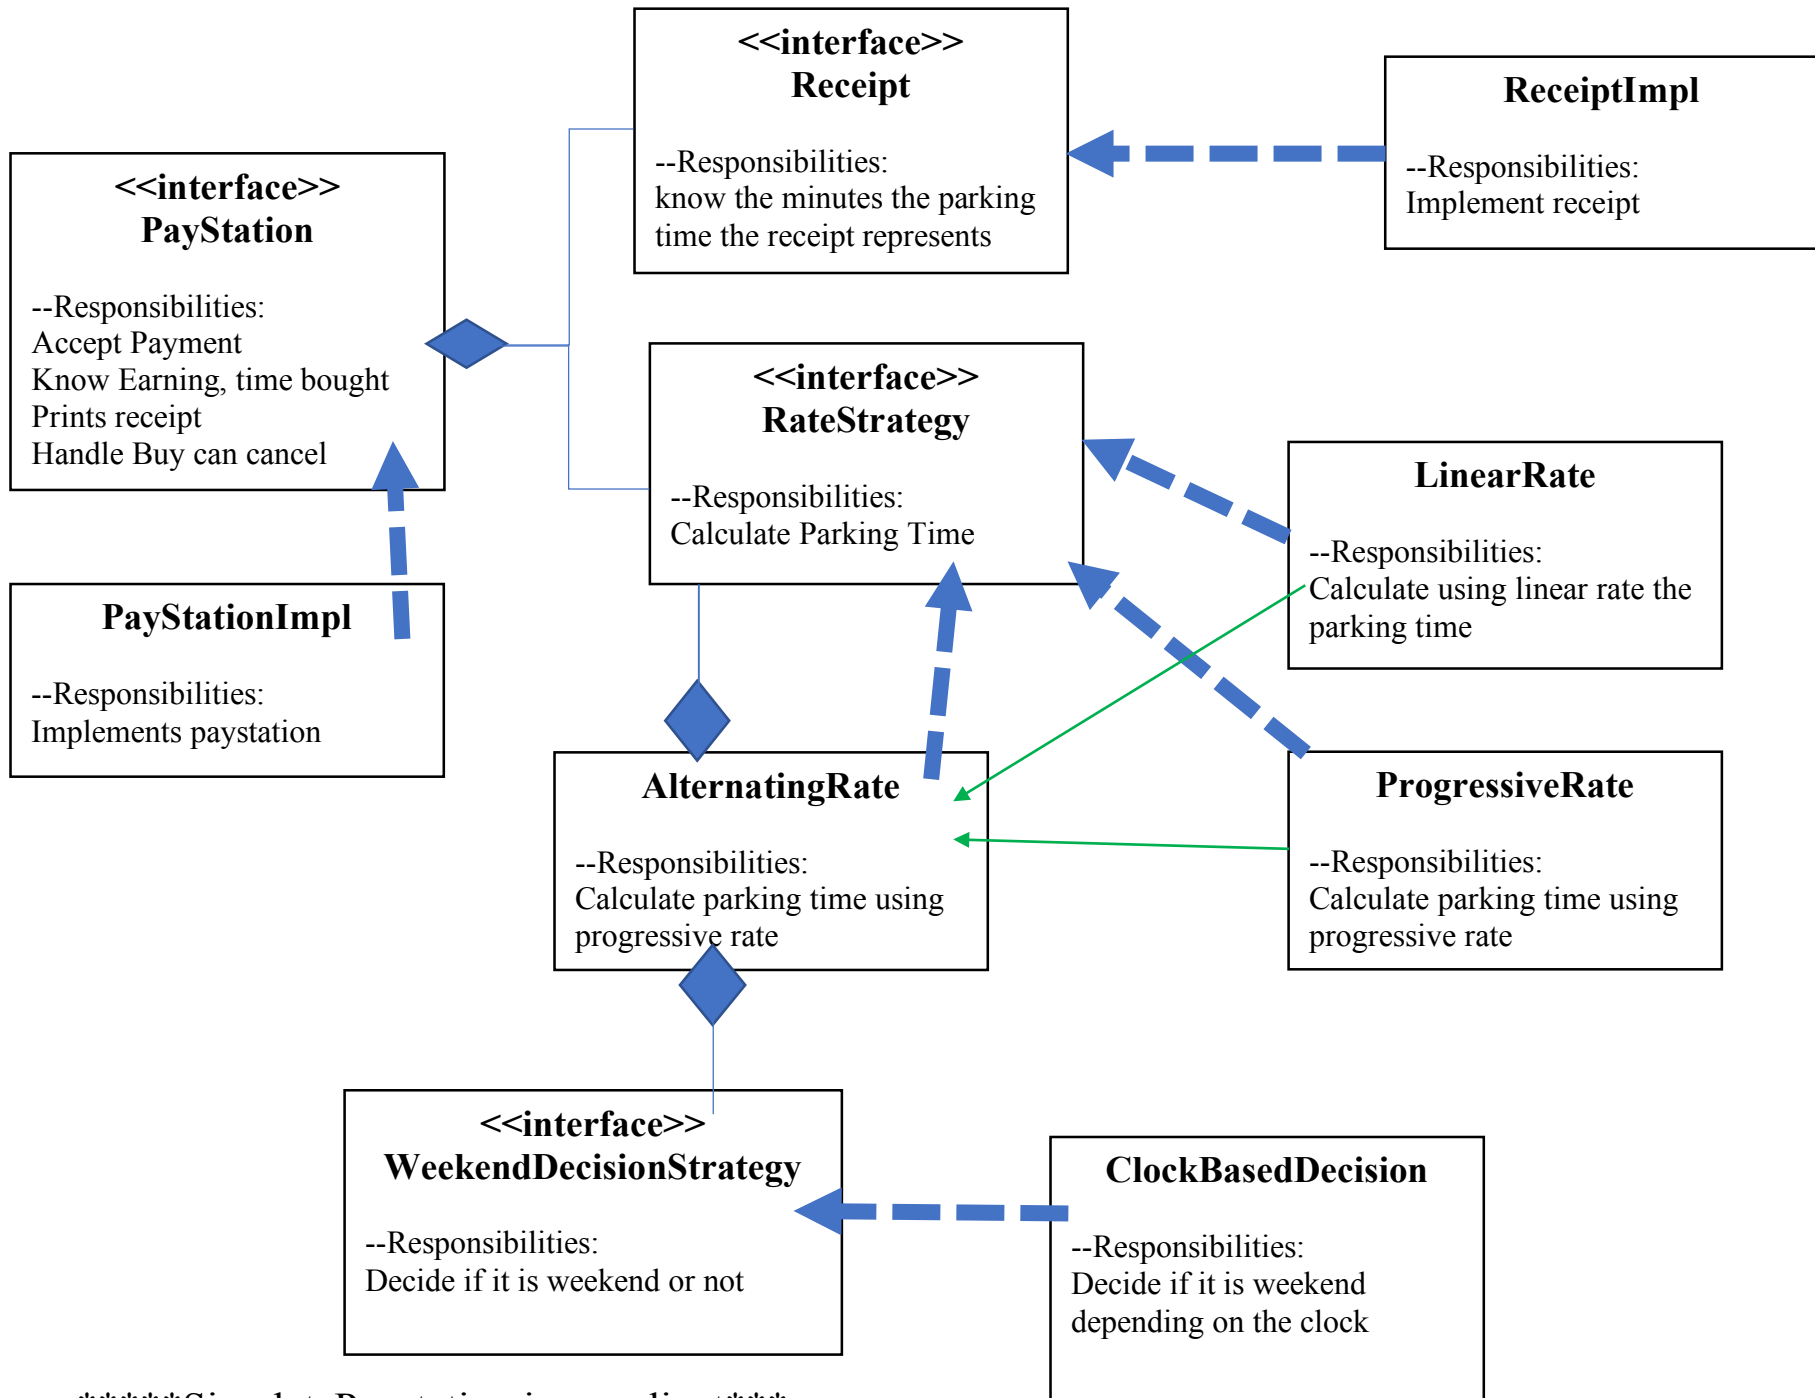 <<interface>>
Receipt
--Responsibilities:
know the minutes the parking
time the receipt represents
ReceiptImpl
--Responsibilities:
Implement receipt
<<interface>>
PayStation
--Responsibilities:
Accept Payment
Know Earning, time bought
Prints receipt
Handle Buy can cancel
<<interface>>
RateStrategy
--Responsibilities:
Calculate Parking Time
LinearRate
--Responsibilities:
Calculate using linear rate the
parking time
PayStationImpl
--Responsibilities:
Implements paystation
AlternatingRate
--Responsibilities:
Calculate parking time using
progressive rate
ProgressiveRate
--Responsibilities:
Calculate parking time using
progressive rate
<<interface>>
WeekendDecisionStrategy
--Responsibilities:
Decide if it is weekend or not
ClockBasedDecision
--Responsibilities:
Decide if it is weekend
depending on the clock